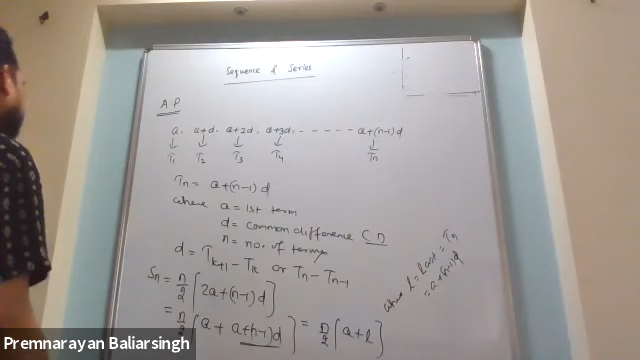 Sequence & Series
A P
a, a+d, a+2d, a+3d, ------ a+(n-1)d
↓ ↓ ↓ ↓ ↓
T₁ T₂ T₃ T₄ Tₙ
Tₙ = a+(n-1)d
where a = 1st term
d = common difference C D
n = no. of terms
d = Tₖ₊₁ - Tₖ or Tₙ - Tₙ₋₁
Sₙ = n/2 [2a+(n-1)d]
= n/2 [a + a+(n-1)d] = n/2 [a+l]
where l = Last = Tₙ
= a+(n-1)d
Premnarayan Baliarsingh